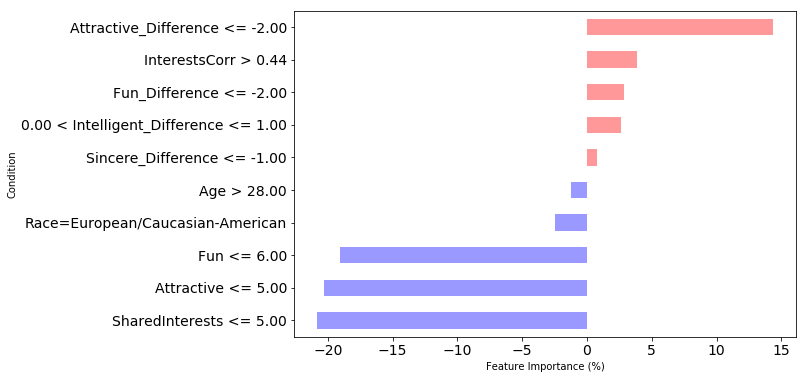 Attractive_Difference <= -2.00
InterestsCorr > 0.44
Fun_Difference <= -2.00
0.00 < Intelligent_Difference <= 1.00
Sincere_Difference <= -1.00
Age > 28.00
Race=European/Caucasian-American
Fun <= 6.00
Attractive <= 5.00
SharedInterests <= 5.00
Condition
−20 −15 −10 −5 0 5 10 15
Feature Importance (%)